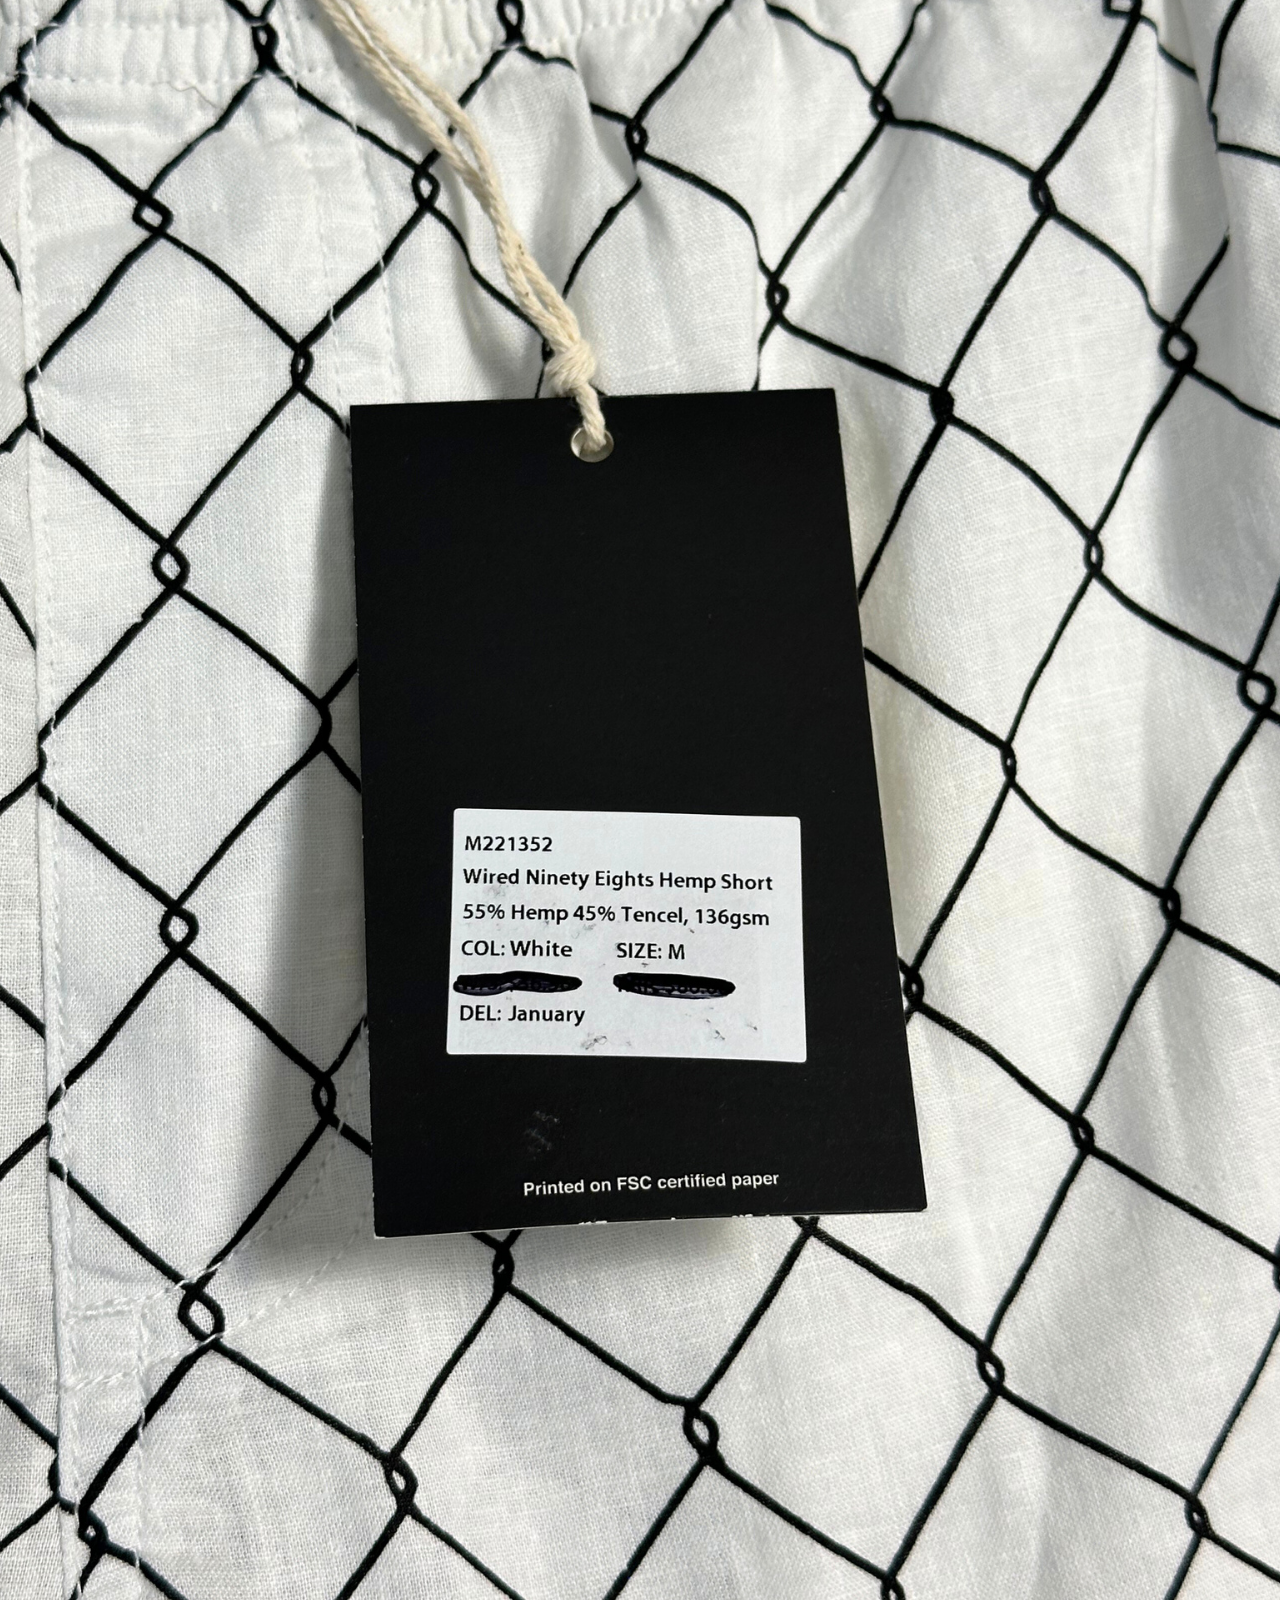 M221352
Wired Ninety Eights Hemp Short
55% Hemp 45% Tencel, 136gsm
COL: White SIZE: M
DEL: January
Printed on FSC certified paper